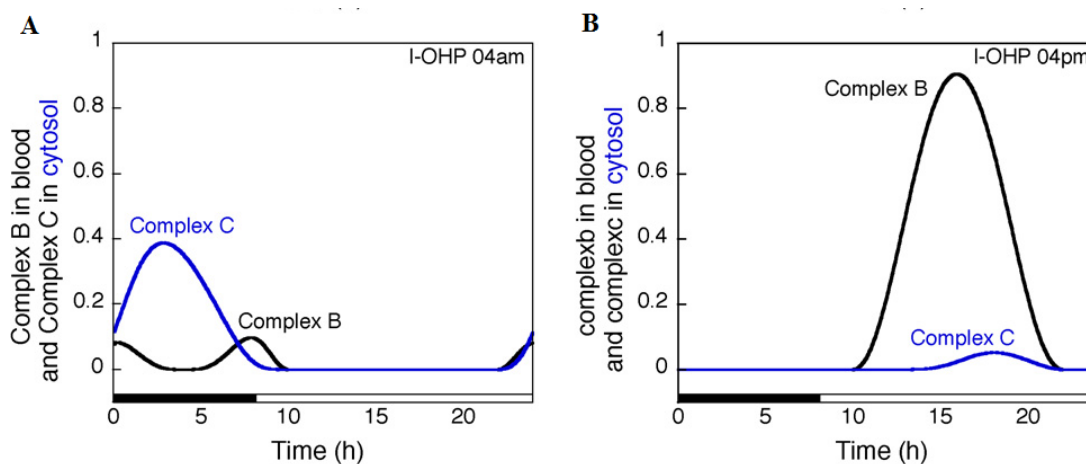 A
B
1
I-OHP 04am
0.8
0.6
0.4
0.2
0
Complex B in blood
and Complex C in cytosol
Complex C
Complex B
0 5 10 15 20
Time (h)
1
I-OHP 04pm
0.8
0.6
0.4
0.2
0
complexb in blood
and complexc in cytosol
Complex B
Complex C
0 5 10 15 20
Time (h)